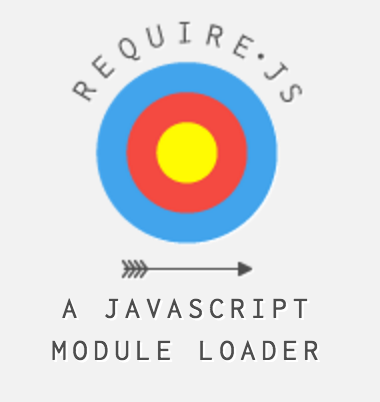 REQUIRE·JS
A JAVASCRIPT
MODULE LOADER